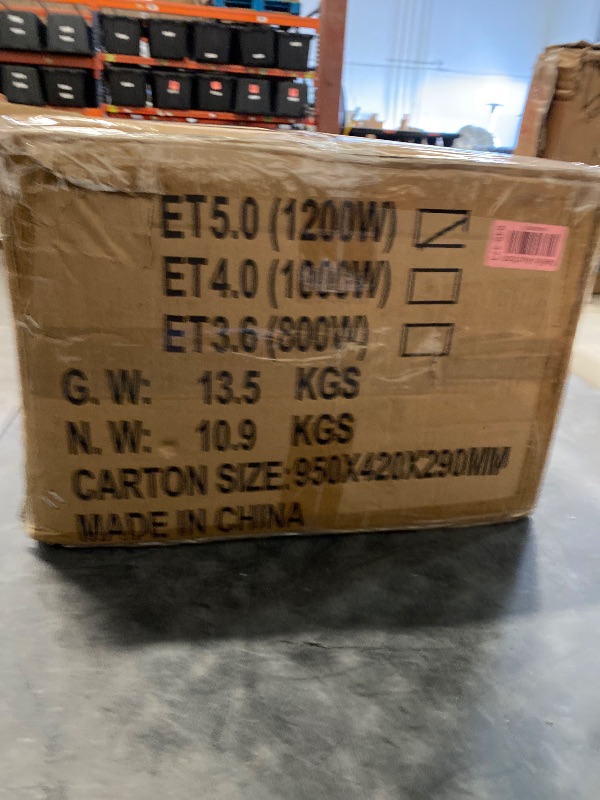 ET5.0 (1200W)
ET4.0 (1000W)
ET3.6 (800W)
G. W: 13.5 KGS
N. W: 10.9 KGS
CARTON SIZE: 950X420X290MM
MADE IN CHINA